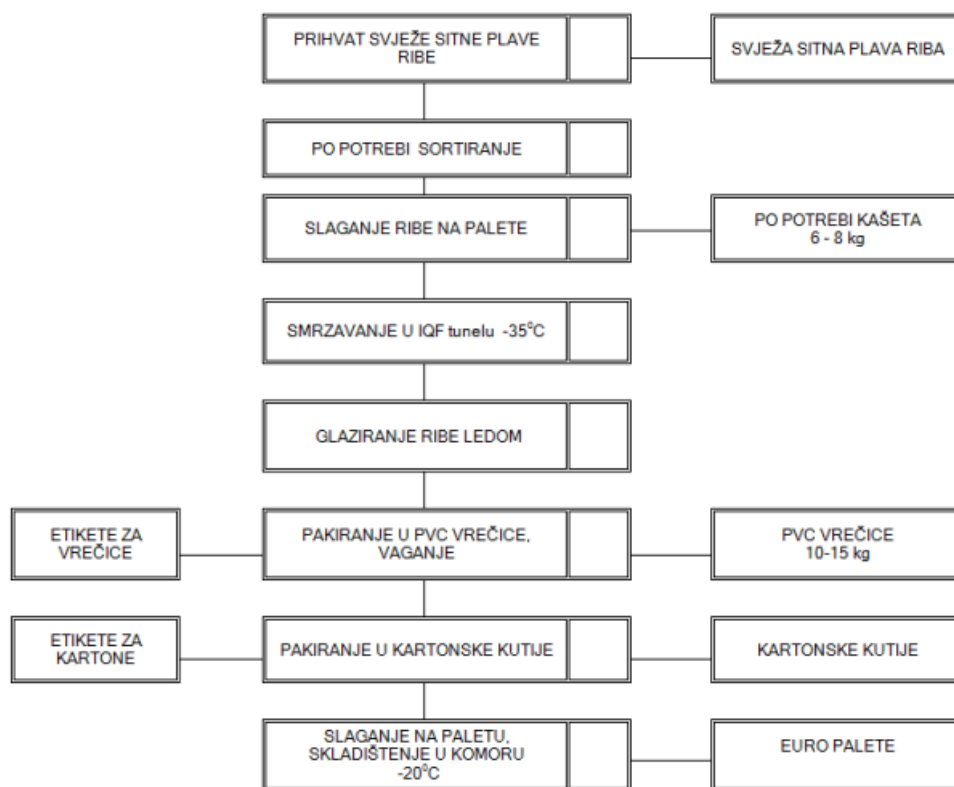 PRIHVAT SVJEŽE SITNE PLAVE
RIBE
SVJEŽA SITNA PLAVA RIBA
PO POTREBI SORTIRANJE
SLAGANJE RIBE NA PALETE
PO POTREBI KAŠETA
6 - 8 kg
SMRZAVANJE U IQF tunelu -35⁰C
GLAZIRANJE RIBE LEDOM
ETIKETE ZA
VREČICE
PAKIRANJE U PVC VREČICE,
VAGANJE
PVC VREČICE
10-15 kg
ETIKETE ZA
KARTONE
PAKIRANJE U KARTONSKE KUTIJE
KARTONSKE KUTIJE
SLAGANJE NA PALETU,
SKLADIŠTENJE U KOMORU
-20⁰C
EURO PALETE